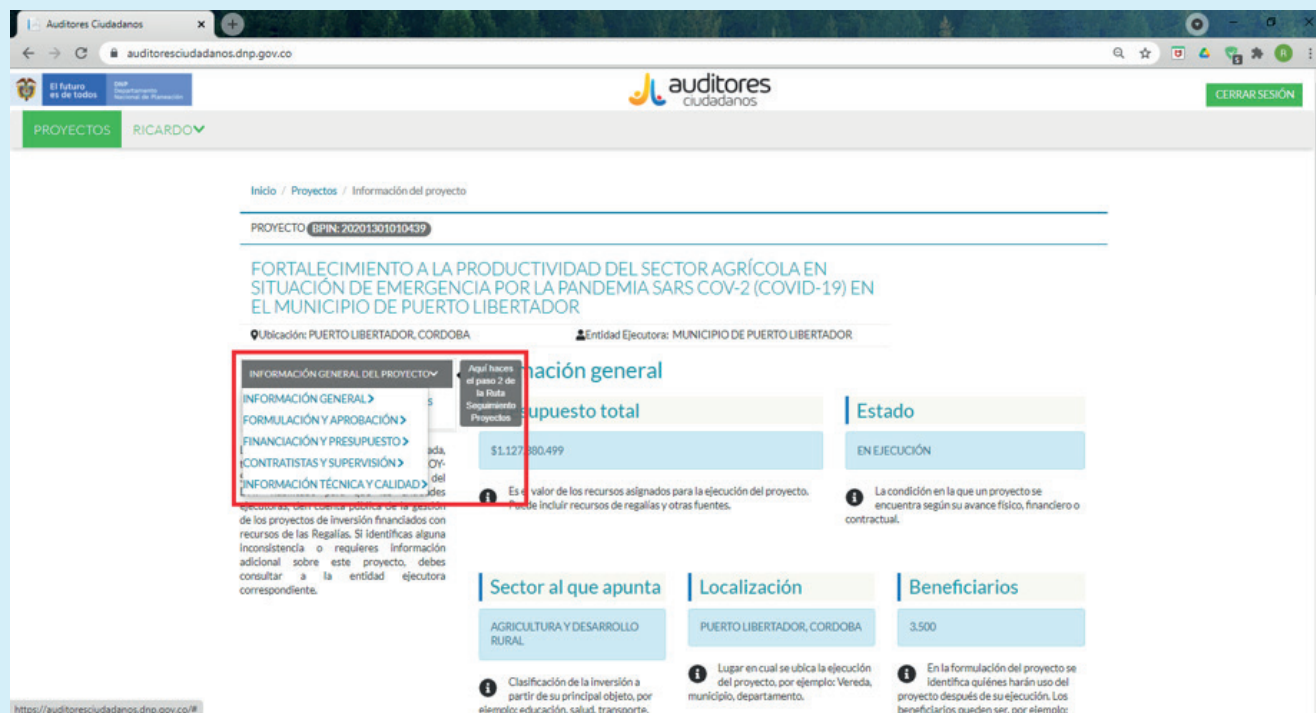 Auditores Ciudadanos
auditoresciudadanos.dnp.gov.co
El futuro
es de todos
DNP
Departamento
Nacional de Planeación
auditores
ciudadanos
CERRAR SESIÓN
PROYECTOS
RICARDO
Inicio / Proyectos / Información del proyecto
PROYECTO BPIN: 20201301010439
FORTALECIMIENTO A LA PRODUCTIVIDAD DEL SECTOR AGRÍCOLA EN
SITUACIÓN DE EMERGENCIA POR LA PANDEMIA SARS COV-2 (COVID-19) EN
EL MUNICIPIO DE PUERTO LIBERTADOR
Ubicación: PUERTO LIBERTADOR, CORDOBA
Entidad Ejecutora: MUNICIPIO DE PUERTO LIBERTADOR
INFORMACIÓN GENERAL DEL PROYECTO
Aquí haces
el paso 2 de
la Ruta
Seguimiento
Proyectos
INFORMACIÓN GENERAL
FORMULACIÓN Y APROBACIÓN
FINANCIACIÓN Y PRESUPUESTO
CONTRATISTAS Y SUPERVISIÓN
INFORMACIÓN TÉCNICA Y CALIDAD
del
ejecutoras, den cuenta pública de la gestión
de los proyectos de inversión financiados con
recursos de las Regalías. Si identificas alguna
inconsistencia o requieres información
adicional sobre este proyecto, debes
consultar a la entidad ejecutora
correspondiente.
mación general
supuesto total
$1.127.380.499
Es el valor de los recursos asignados para la ejecución del proyecto.
Puede incluir recursos de regalías y otras fuentes.
Estado
EN EJECUCIÓN
La condición en la que un proyecto se
encuentra según su avance físico, financiero o
contractual.
Sector al que apunta
AGRICULTURA Y DESARROLLO
RURAL
Clasificación de la inversión a
partir de su principal objeto, por
ejemplo: educación, salud, transporte,
Localización
PUERTO LIBERTADOR, CORDOBA
Lugar en cual se ubica la ejecución
del proyecto, por ejemplo: Vereda,
municipio, departamento.
Beneficiarios
3.500
En la formulación del proyecto se
identifica quiénes harán uso del
proyecto después de su ejecución. Los
beneficiarios pueden ser, por ejemplo:
https://auditoresciudadanos.dnp.gov.co/#